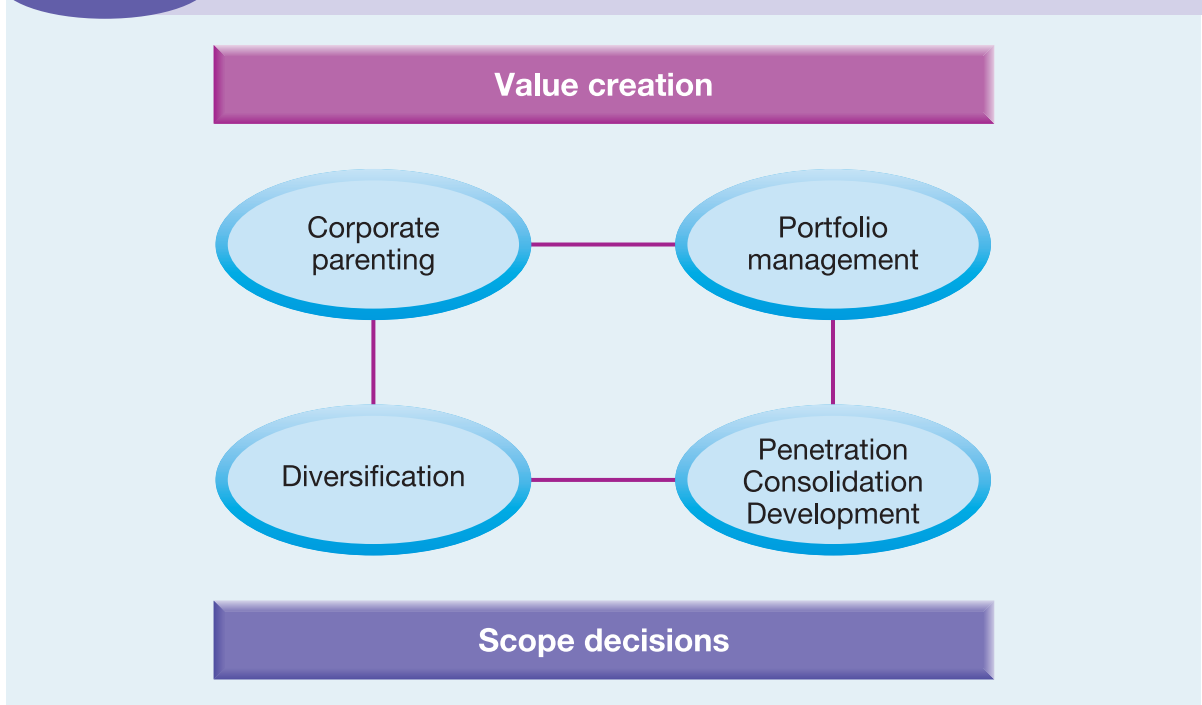 Value creation
Corporate
parenting
Portfolio
management
Diversification
Penetration
Consolidation
Development
Scope decisions